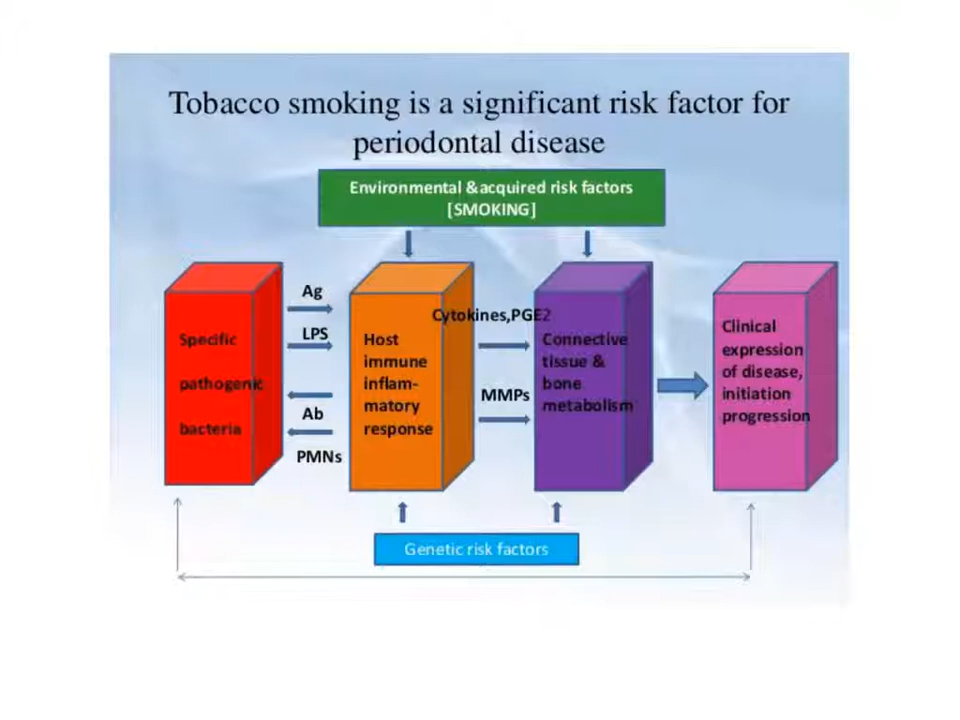 Tobacco smoking is a significant risk factor for
periodontal disease
Environmental &acquired risk factors
[SMOKING]
Specific
pathogenic
bacteria
Ag
LPS
Ab
PMNs
Host
immune
inflam-
matory
response
Cytokines,PGE2
MMPs
Connective
tissue &
bone
metabolism
Clinical
expression
of disease,
initiation
progression
Genetic risk factors